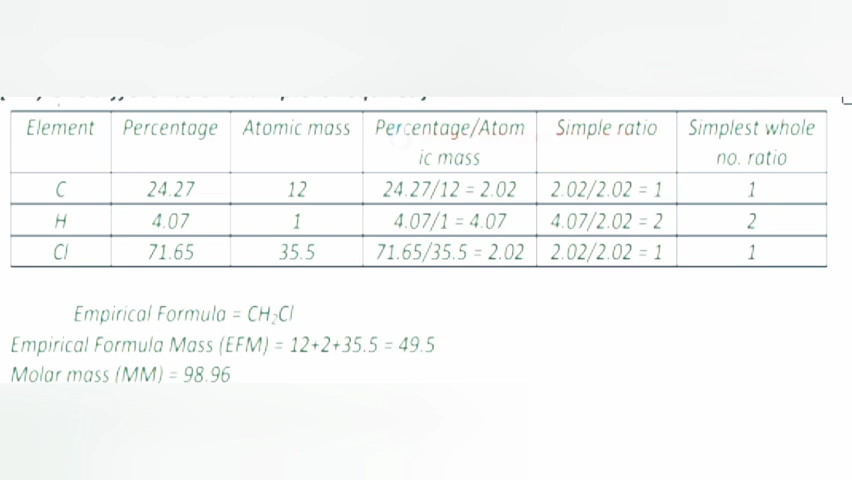 Element Percentage Atomic mass Percentage/Atom Simple ratio Simplest whole
ic mass no. ratio
C 24.27 12 24.27/12 = 2.02 2.02/2.02 = 1 1
H 4.07 1 4.07/1 = 4.07 4.07/2.02 = 2 2
Cl 71.65 35.5 71.65/35.5 = 2.02 2.02/2.02 = 1 1
Empirical Formula = CH₂Cl
Empirical Formula Mass (EFM) = 12+2+35.5 = 49.5
Molar mass (MM) = 98.96